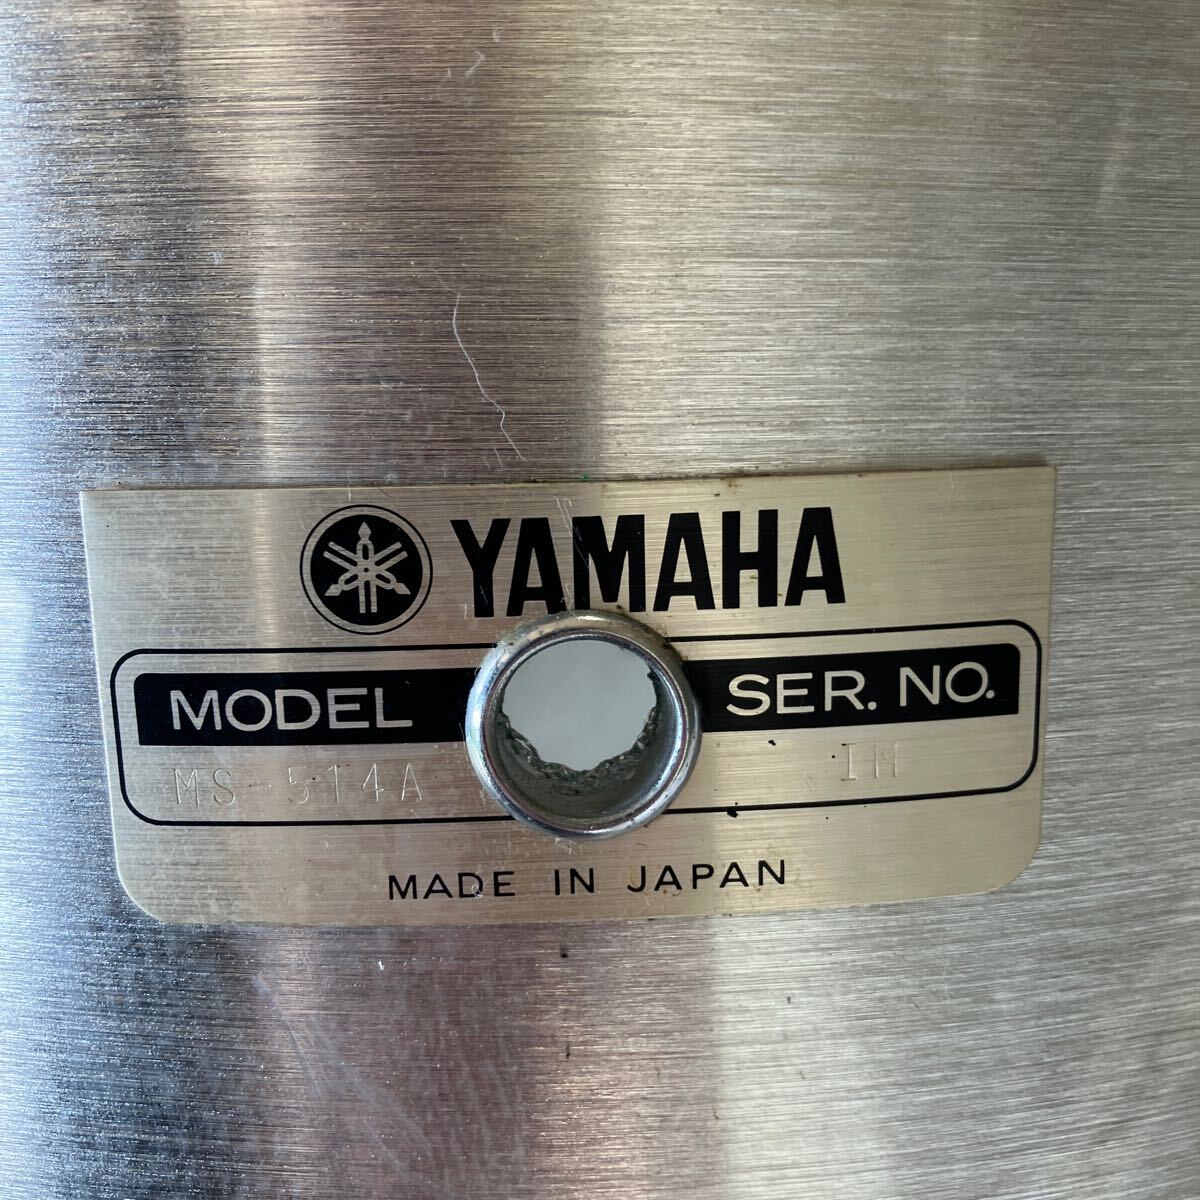 YAMAHA
MODEL SER. NO.
MS 514A IM
MADE IN JAPAN